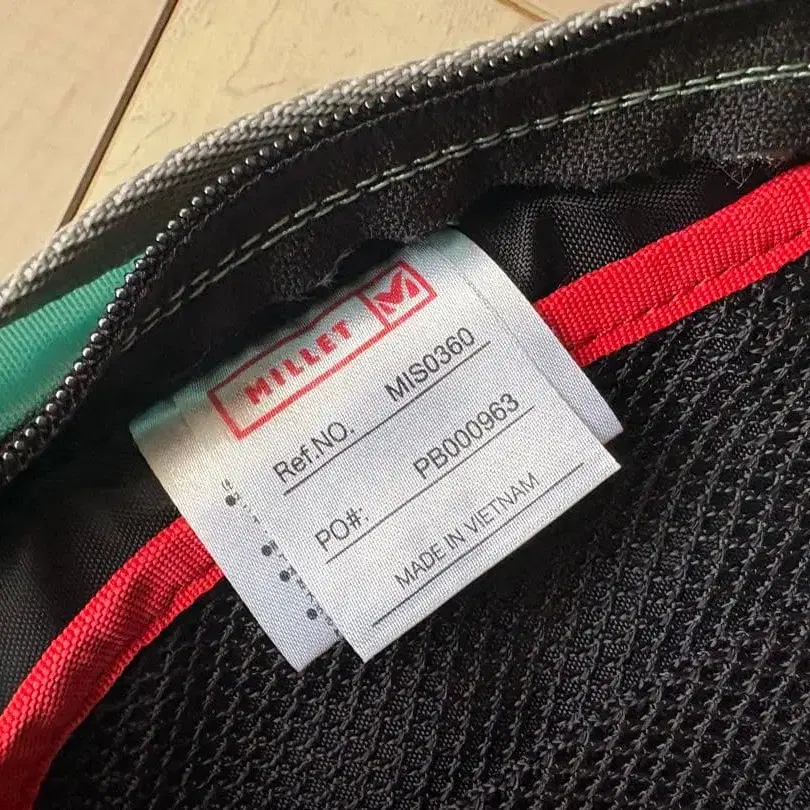 MILLET M
Ref.NO. MIS0360
PO#: PB000963
MADE IN VIETNAM